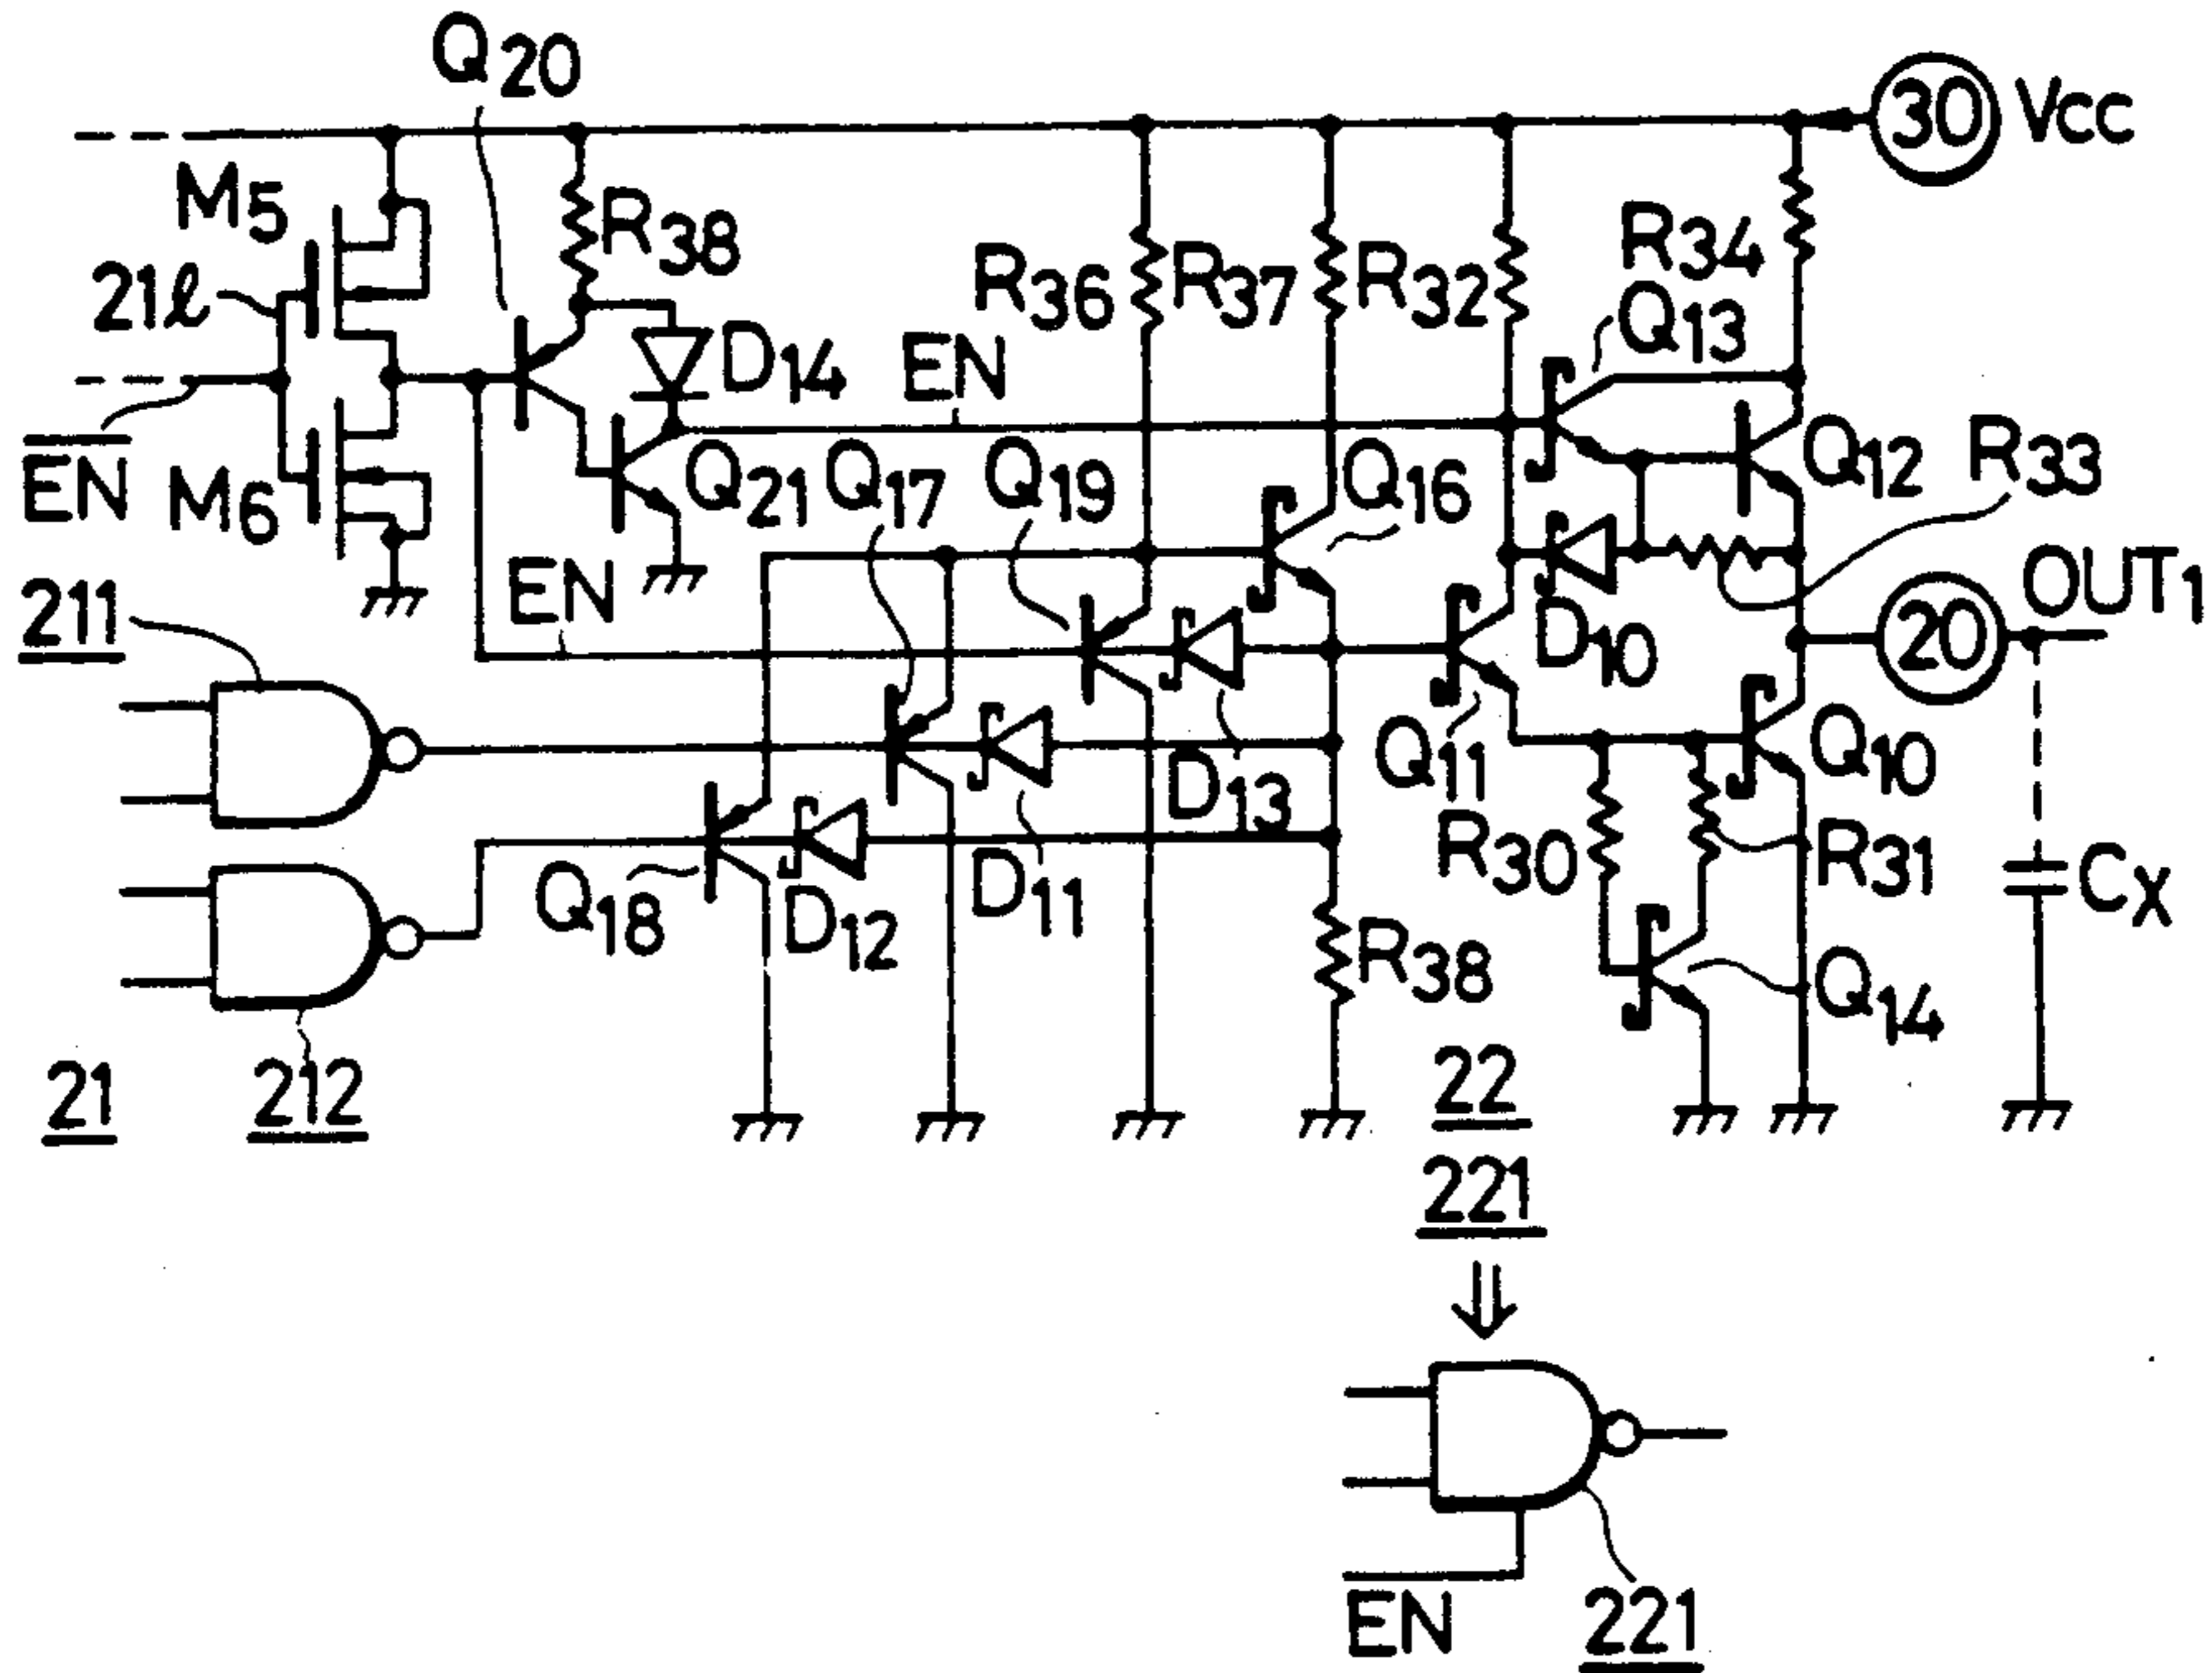 Q20
30 VCC
M5
R38
R34
21ℓ
R36 R37 R32
Q13
D14
EN
EN̅
M6
Q21 Q17 Q19
Q16
Q12 R33
OUT1
211
EN
20
D10
Q11
Q10
D13
R30
R31
CX
Q18
D12
D11
R38
Q14
21
212
22
221
EN
221